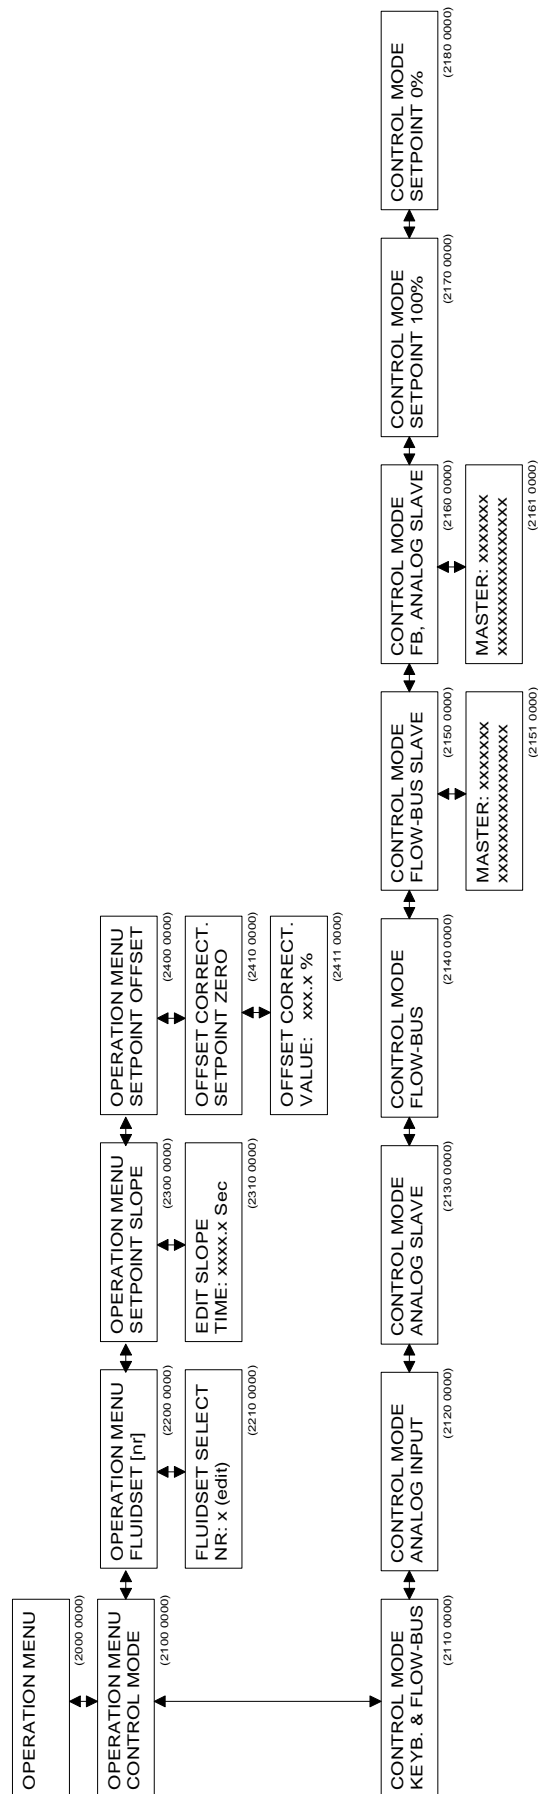 OPERATION MENU
(2000 0000)
OPERATION MENU
CONTROL MODE
(2100 0000)
OPERATION MENU
FLUIDSET [nr]
(2200 0000)
OPERATION MENU
SETPOINT SLOPE
(2300 0000)
OPERATION MENU
SETPOINT OFFSET
(2400 0000)
FLUIDSET SELECT
NR: x (edit)
(2210 0000)
EDIT SLOPE
TIME: xxxx.x Sec
(2310 0000)
OFFSET CORRECT.
SETPOINT ZERO
(2410 0000)
OFFSET CORRECT.
VALUE: xxx.x %
(2411 0000)
CONTROL MODE
KEYB. & FLOW-BUS
(2110 0000)
CONTROL MODE
ANALOG INPUT
(2120 0000)
CONTROL MODE
ANALOG SLAVE
(2130 0000)
CONTROL MODE
FLOW-BUS
(2140 0000)
CONTROL MODE
FLOW-BUS SLAVE
(2150 0000)
CONTROL MODE
FB, ANALOG SLAVE
(2160 0000)
CONTROL MODE
SETPOINT 100%
(2170 0000)
CONTROL MODE
SETPOINT 0%
(2180 0000)
MASTER: xxxxxxx
xxxxxxxxxxxxxxxx
(2151 0000)
MASTER: xxxxxxx
xxxxxxxxxxxxxxxx
(2161 0000)